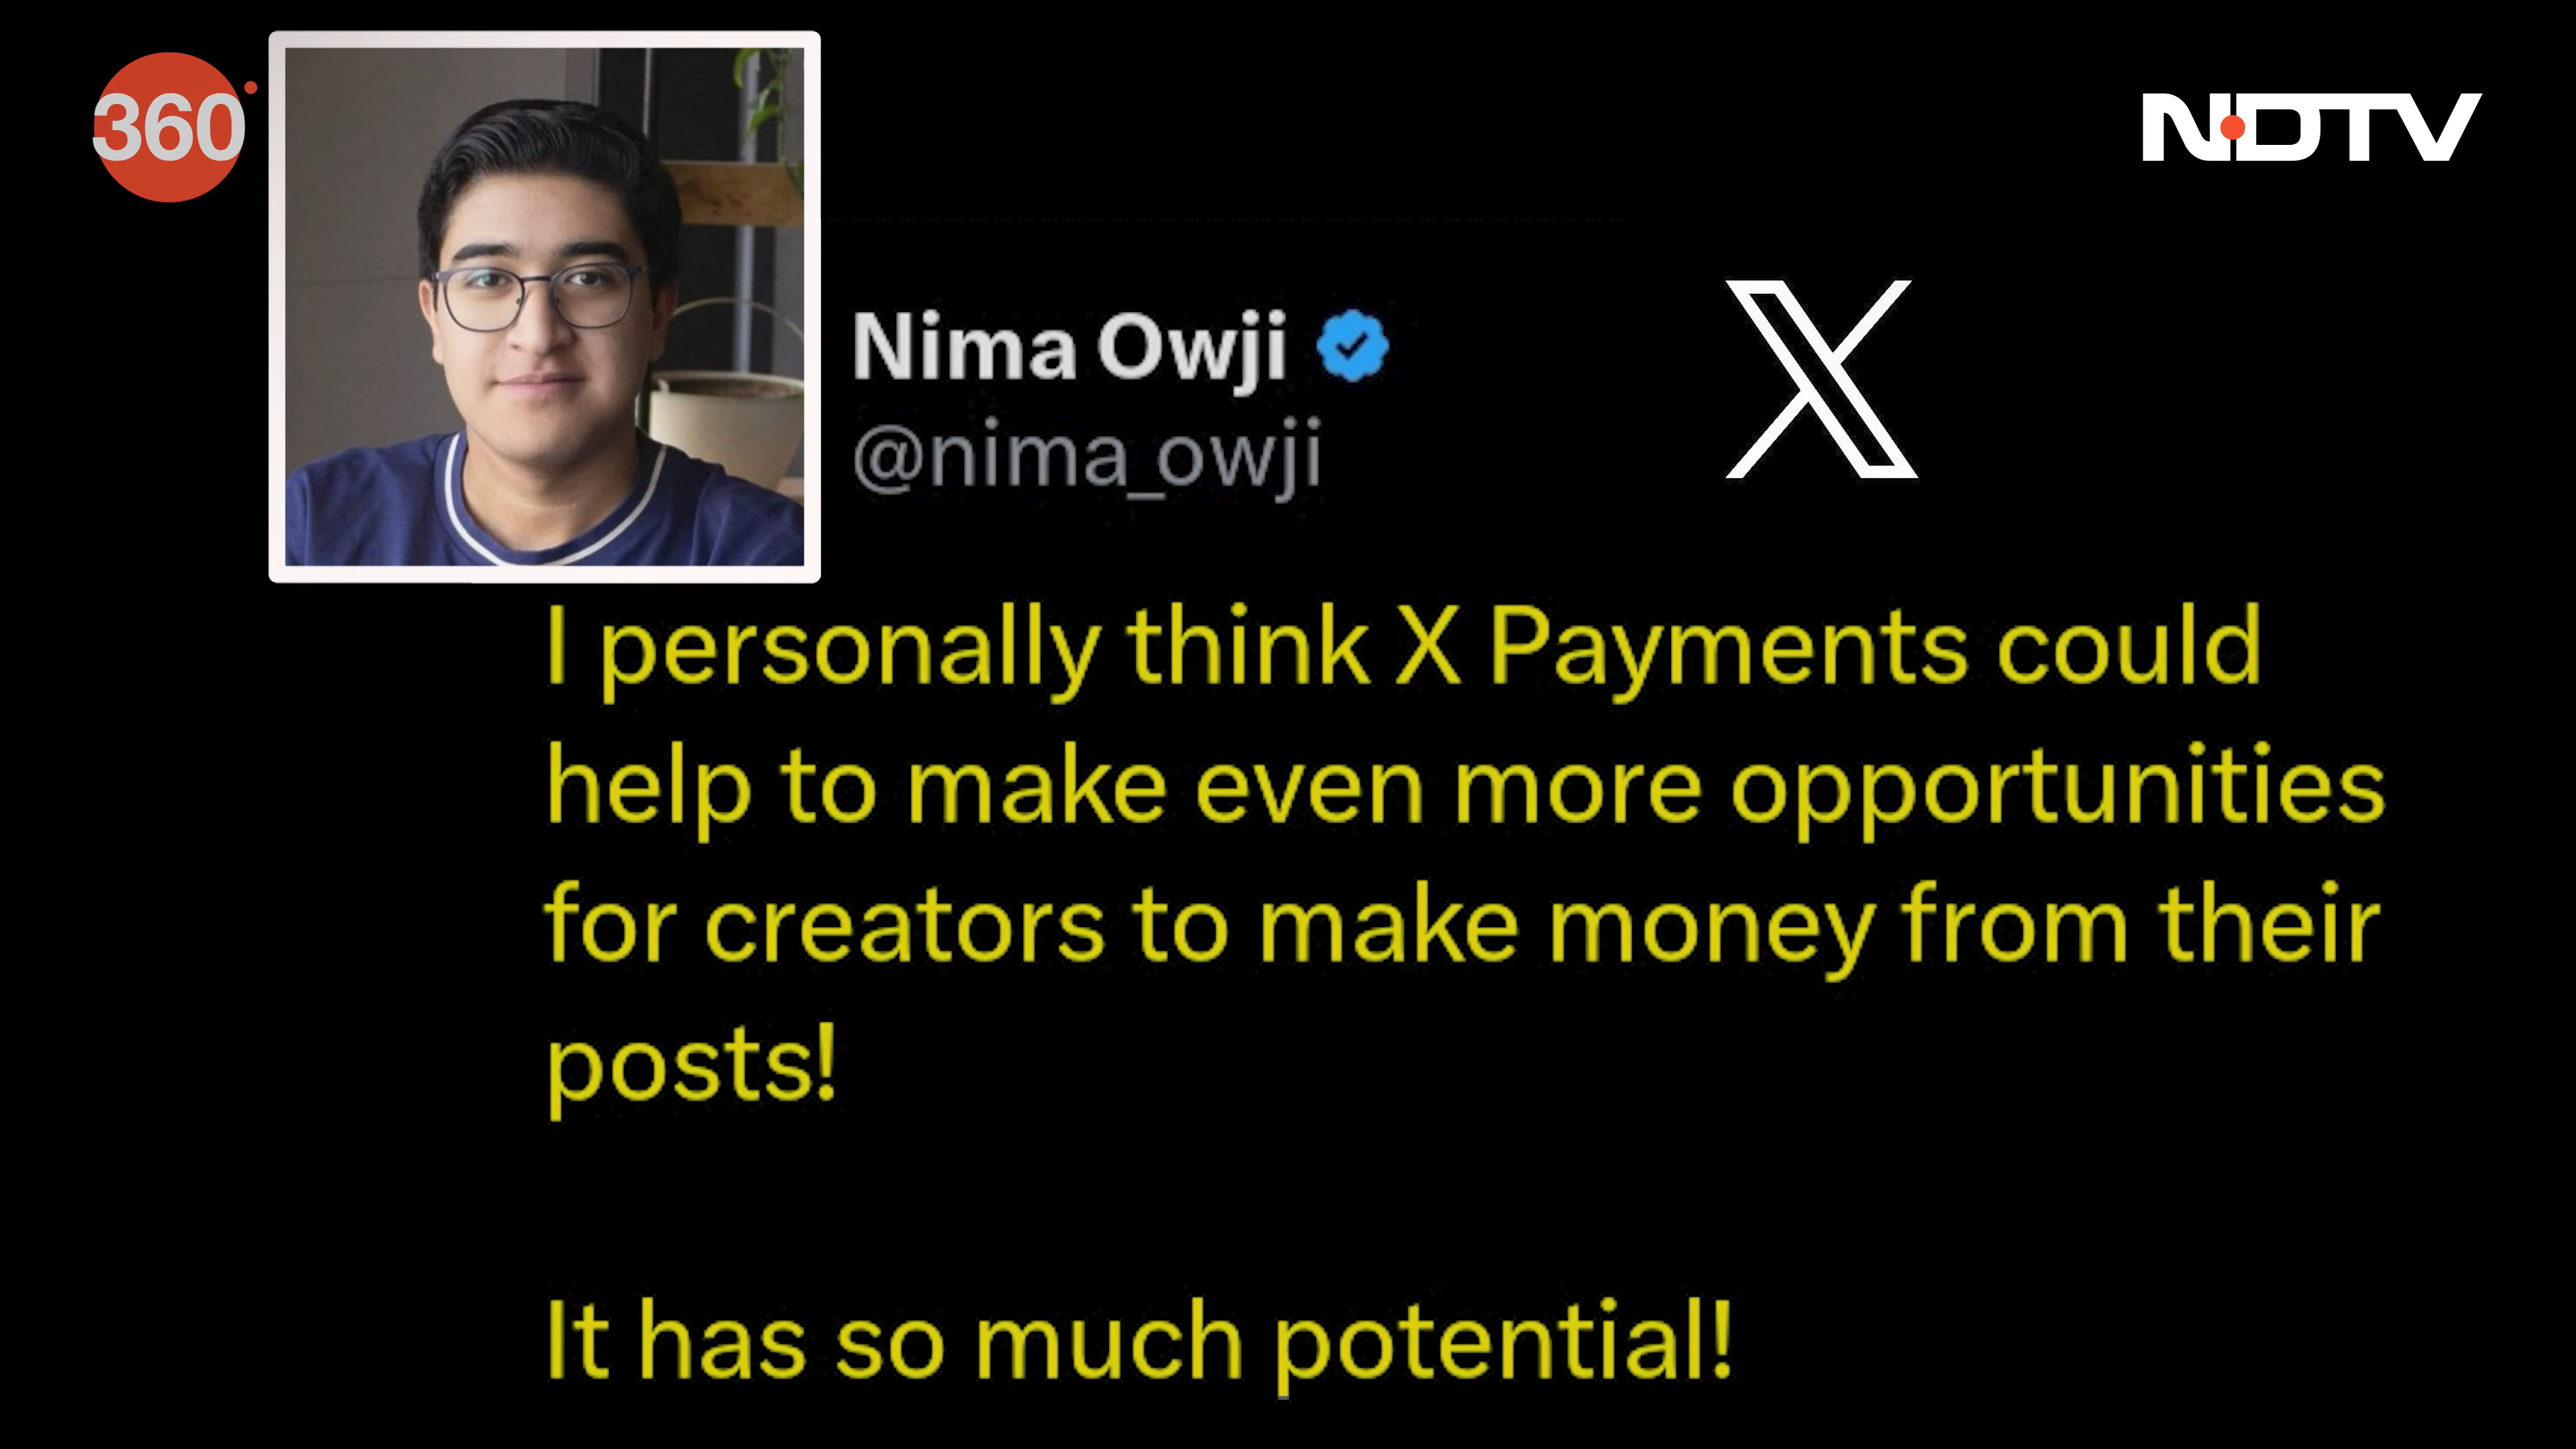 360
NDTV
Nima Owji
@nima_owji
X
I personally think X Payments could
help to make even more opportunities
for creators to make money from their
posts!
It has so much potential!